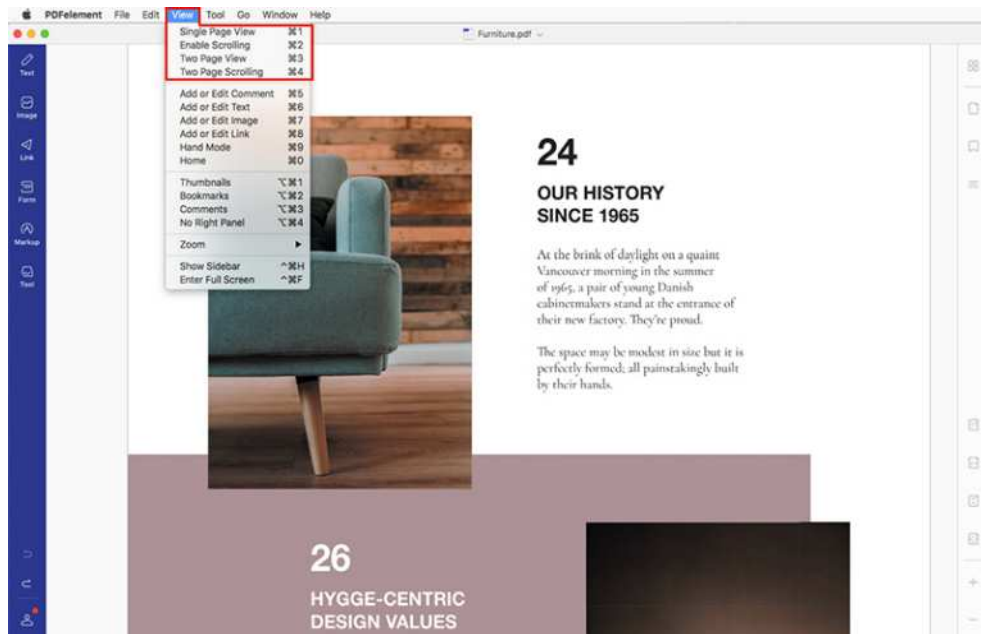 PDFelement File Edit View Tool Go Window Help
Furniture.pdf
Single Page View ⌘1
Enable Scrolling ⌘2
Two Page View ⌘3
Two Page Scrolling ⌘4
Add or Edit Comment ⌘5
Add or Edit Text ⌘6
Add or Edit Image ⌘7
Add or Edit Link ⌘8
Hand Mode ⌘9
Home ⌘0
Thumbnails ⌥⌘1
Bookmarks ⌥⌘2
Comments ⌥⌘3
No Right Panel ⌥⌘4
Zoom
Show Sidebar ^⌘H
Enter Full Screen ^⌘F
Text
Image
Link
Form
Markup
Tool
24
OUR HISTORY
SINCE 1965
At the brink of daylight on a quaint
Vancouver morning in the summer
of 1965, a pair of young Danish
cabinetmakers stand at the entrance of
their new factory. They're proud.
The space may be modest in size but it is
perfectly formed; all painstakingly built
by their hands.
26
HYGGE-CENTRIC
DESIGN VALUES